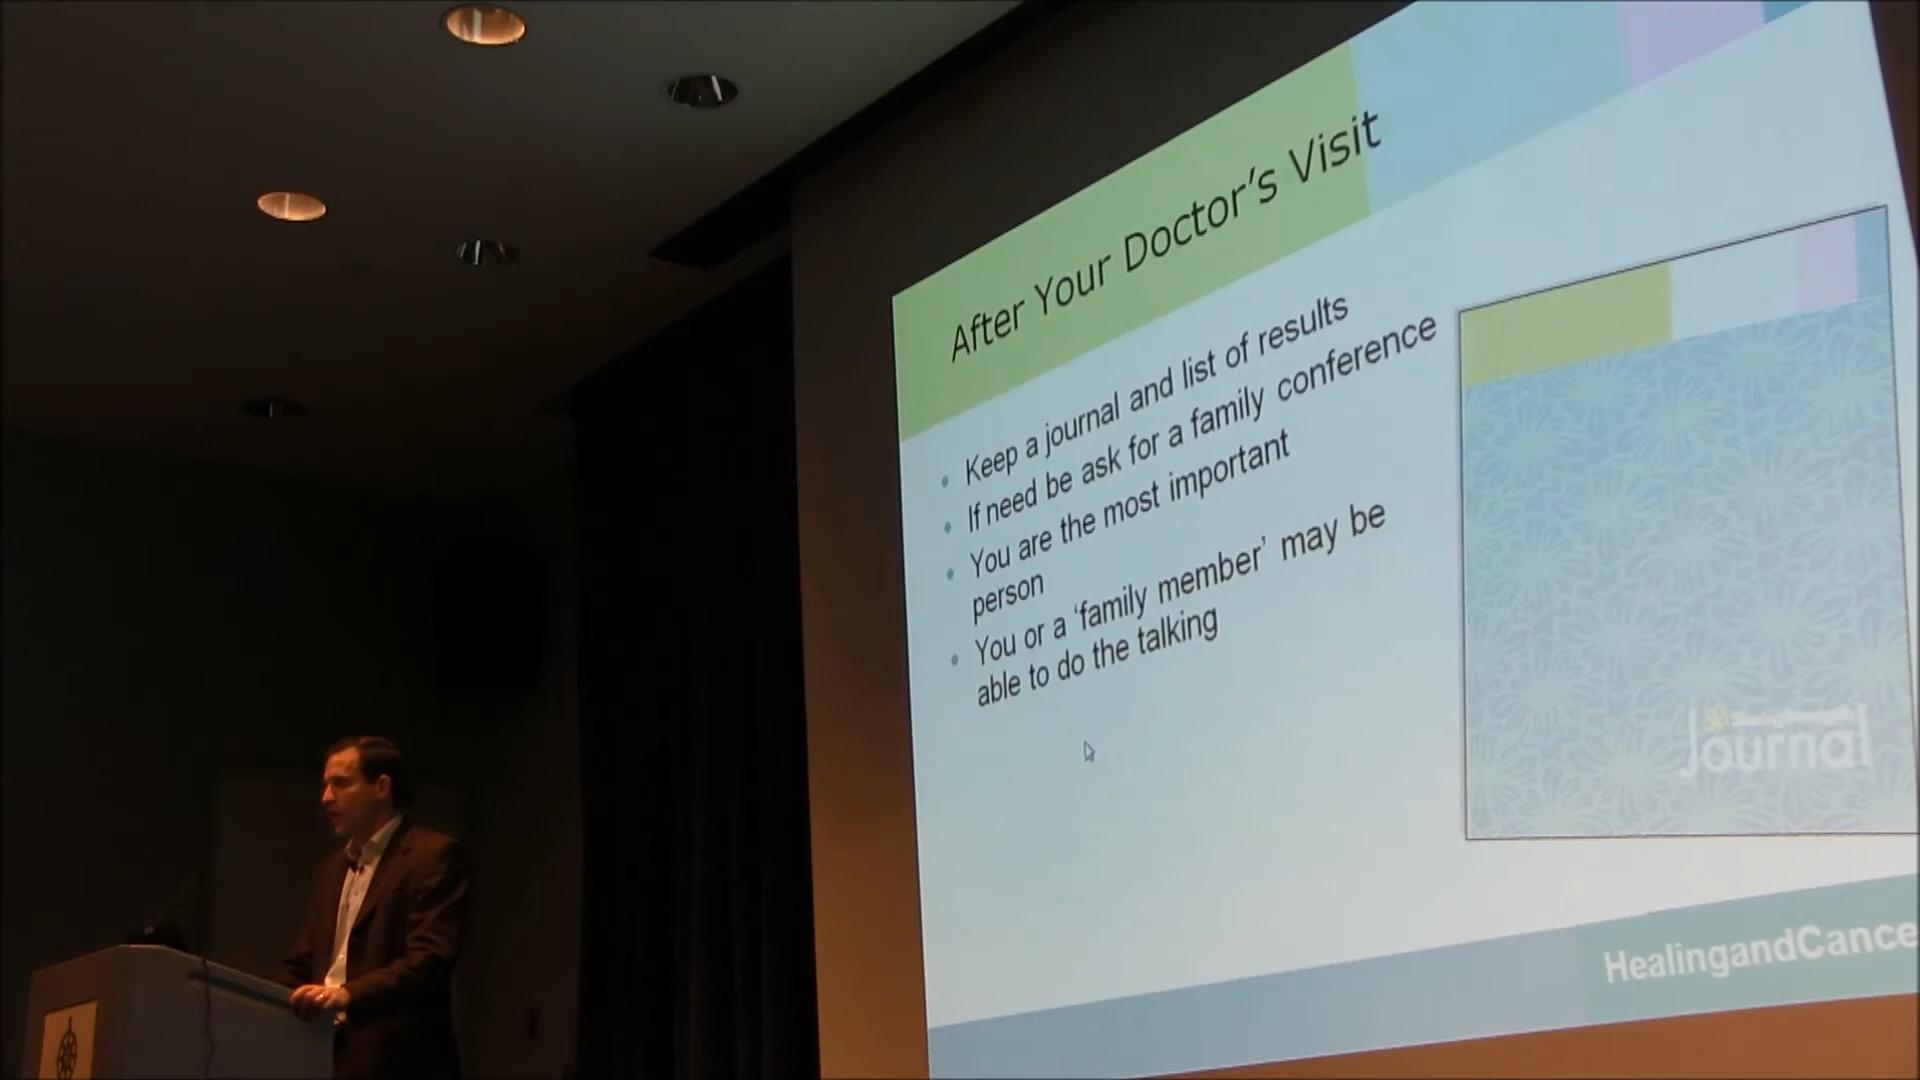 After Your Doctor's Visit
Keep a journal and list of results
If need be ask for a family conference
You are the most important
person
You or a 'family member' may be
able to do the talking
Journal
HealingandCance